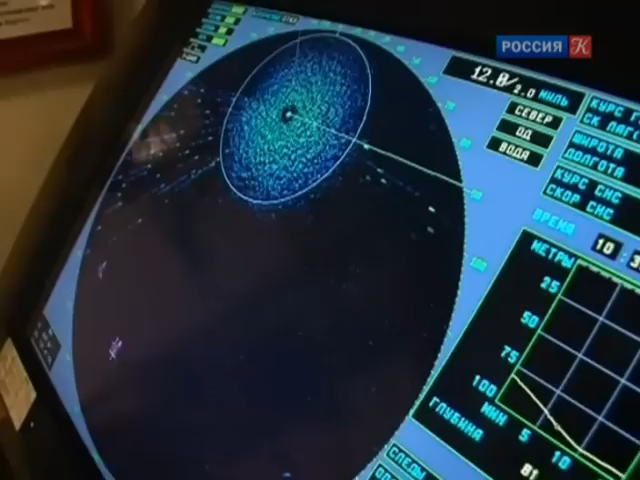 РОССИЯ К
12.0/2.0 МИЛЬ
СЕВЕР
ОД
ВОДА
КУРС
СК ЛАГ
ШИРОТА
ДОЛГОТА
КУРС СНС
СКОР СНС
ВРЕМЯ
10:3
МЕТРЫ
25
50
75
100
МИН 5 10
ГЛУБИНА
СЛЕДЫ